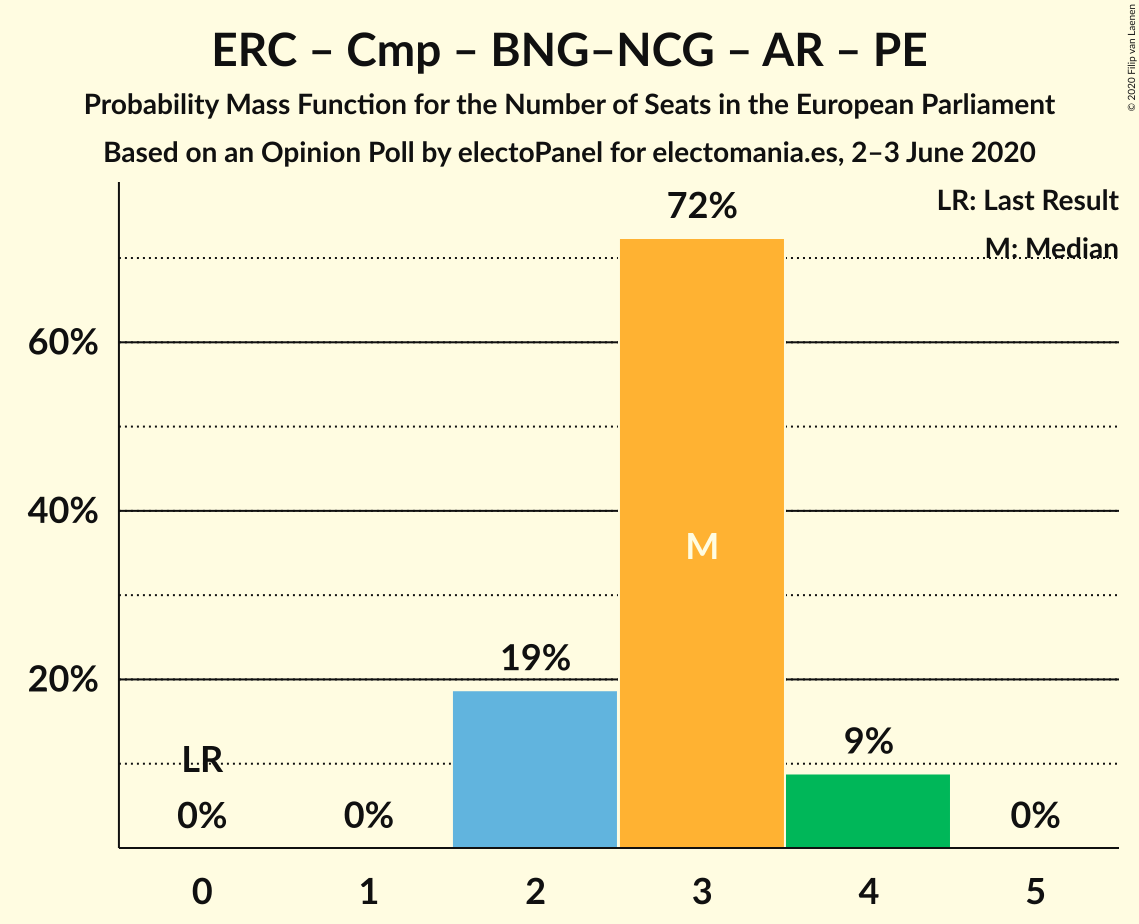 ERC – Cmp – BNG–NCG – AR – PE
Probability Mass Function for the Number of Seats in the European Parliament
Based on an Opinion Poll by electoPanel for electomania.es, 2–3 June 2020
© 2020 Filip van Laenen
LR: Last Result
M: Median
72%
60%
40%
M
19%
20%
9%
LR
0%
0%
0%
0 1 2 3 4 5